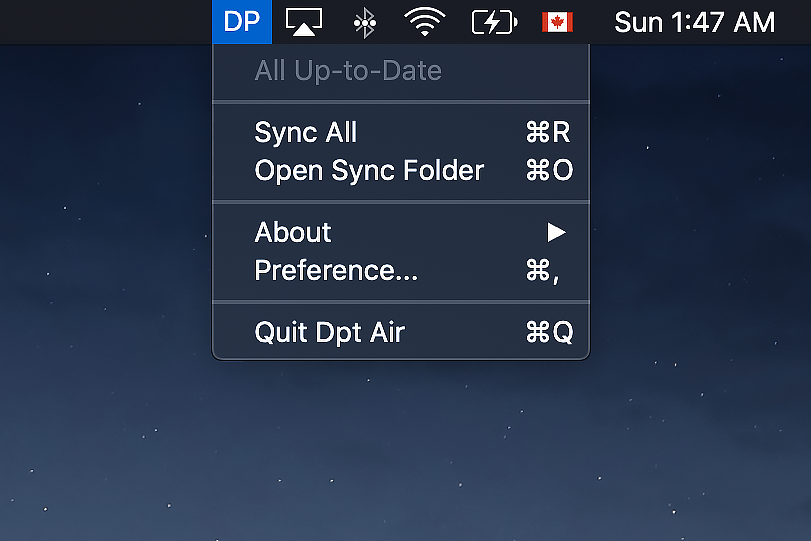 DP Sun 1:47 AM
All Up-to-Date
Sync All ⌘R
Open Sync Folder ⌘O
About ▶
Preference... ⌘,
Quit Dpt Air ⌘Q